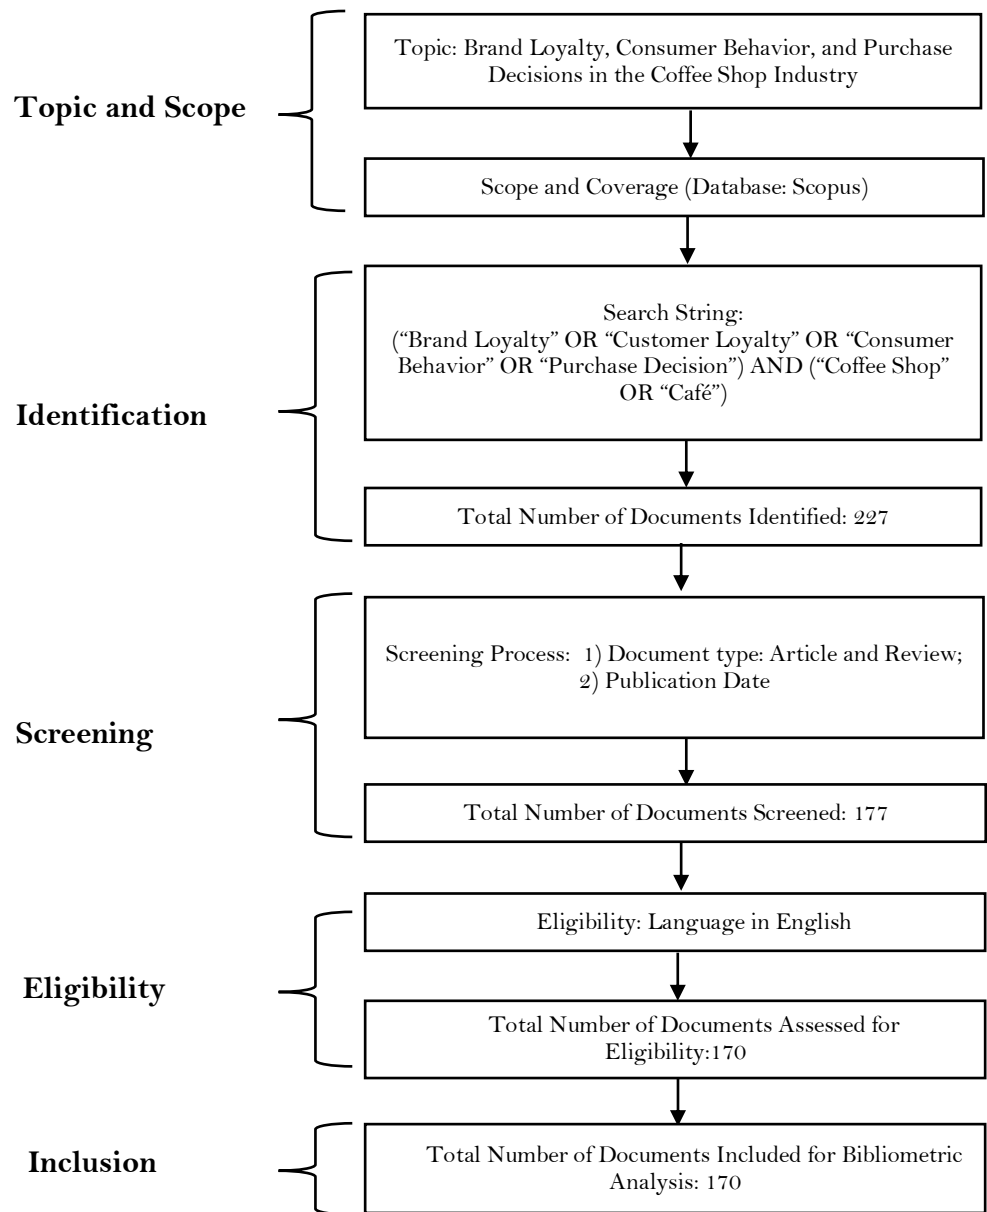 Topic and Scope
Topic: Brand Loyalty, Consumer Behavior, and Purchase
Decisions in the Coffee Shop Industry
Scope and Coverage (Database: Scopus)
Identification
Search String:
(“Brand Loyalty” OR “Customer Loyalty” OR “Consumer
Behavior” OR “Purchase Decision”) AND (“Coffee Shop”
OR “Café”)
Total Number of Documents Identified: 227
Screening
Screening Process: 1) Document type: Article and Review;
2) Publication Date
Total Number of Documents Screened: 177
Eligibility
Eligibility: Language in English
Total Number of Documents Assessed for
Eligibility:170
Inclusion
Total Number of Documents Included for Bibliometric
Analysis: 170